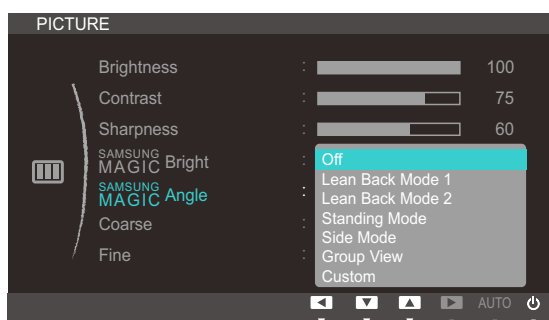 PICTURE
Brightness : 100
Contrast : 75
Sharpness : 60
SAMSUNG MAGIC Bright :
SAMSUNG MAGIC Angle :
Coarse :
Fine :
Off
Lean Back Mode 1
Lean Back Mode 2
Standing Mode
Side Mode
Group View
Custom
AUTO